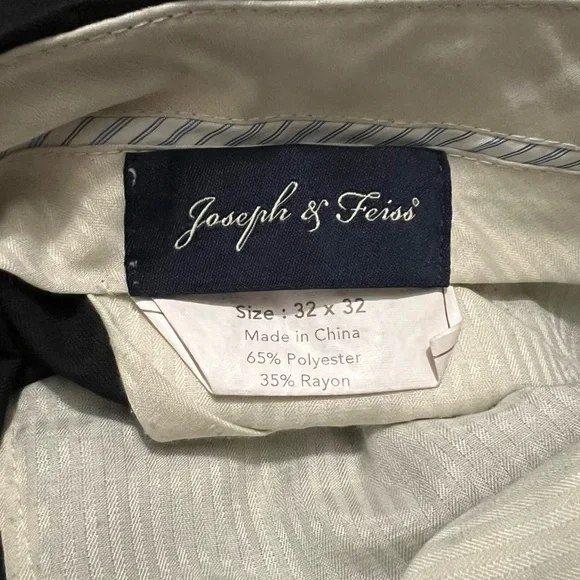 Joseph & Feiss®
Size : 32 x 32
Made in China
65% Polyester
35% Rayon